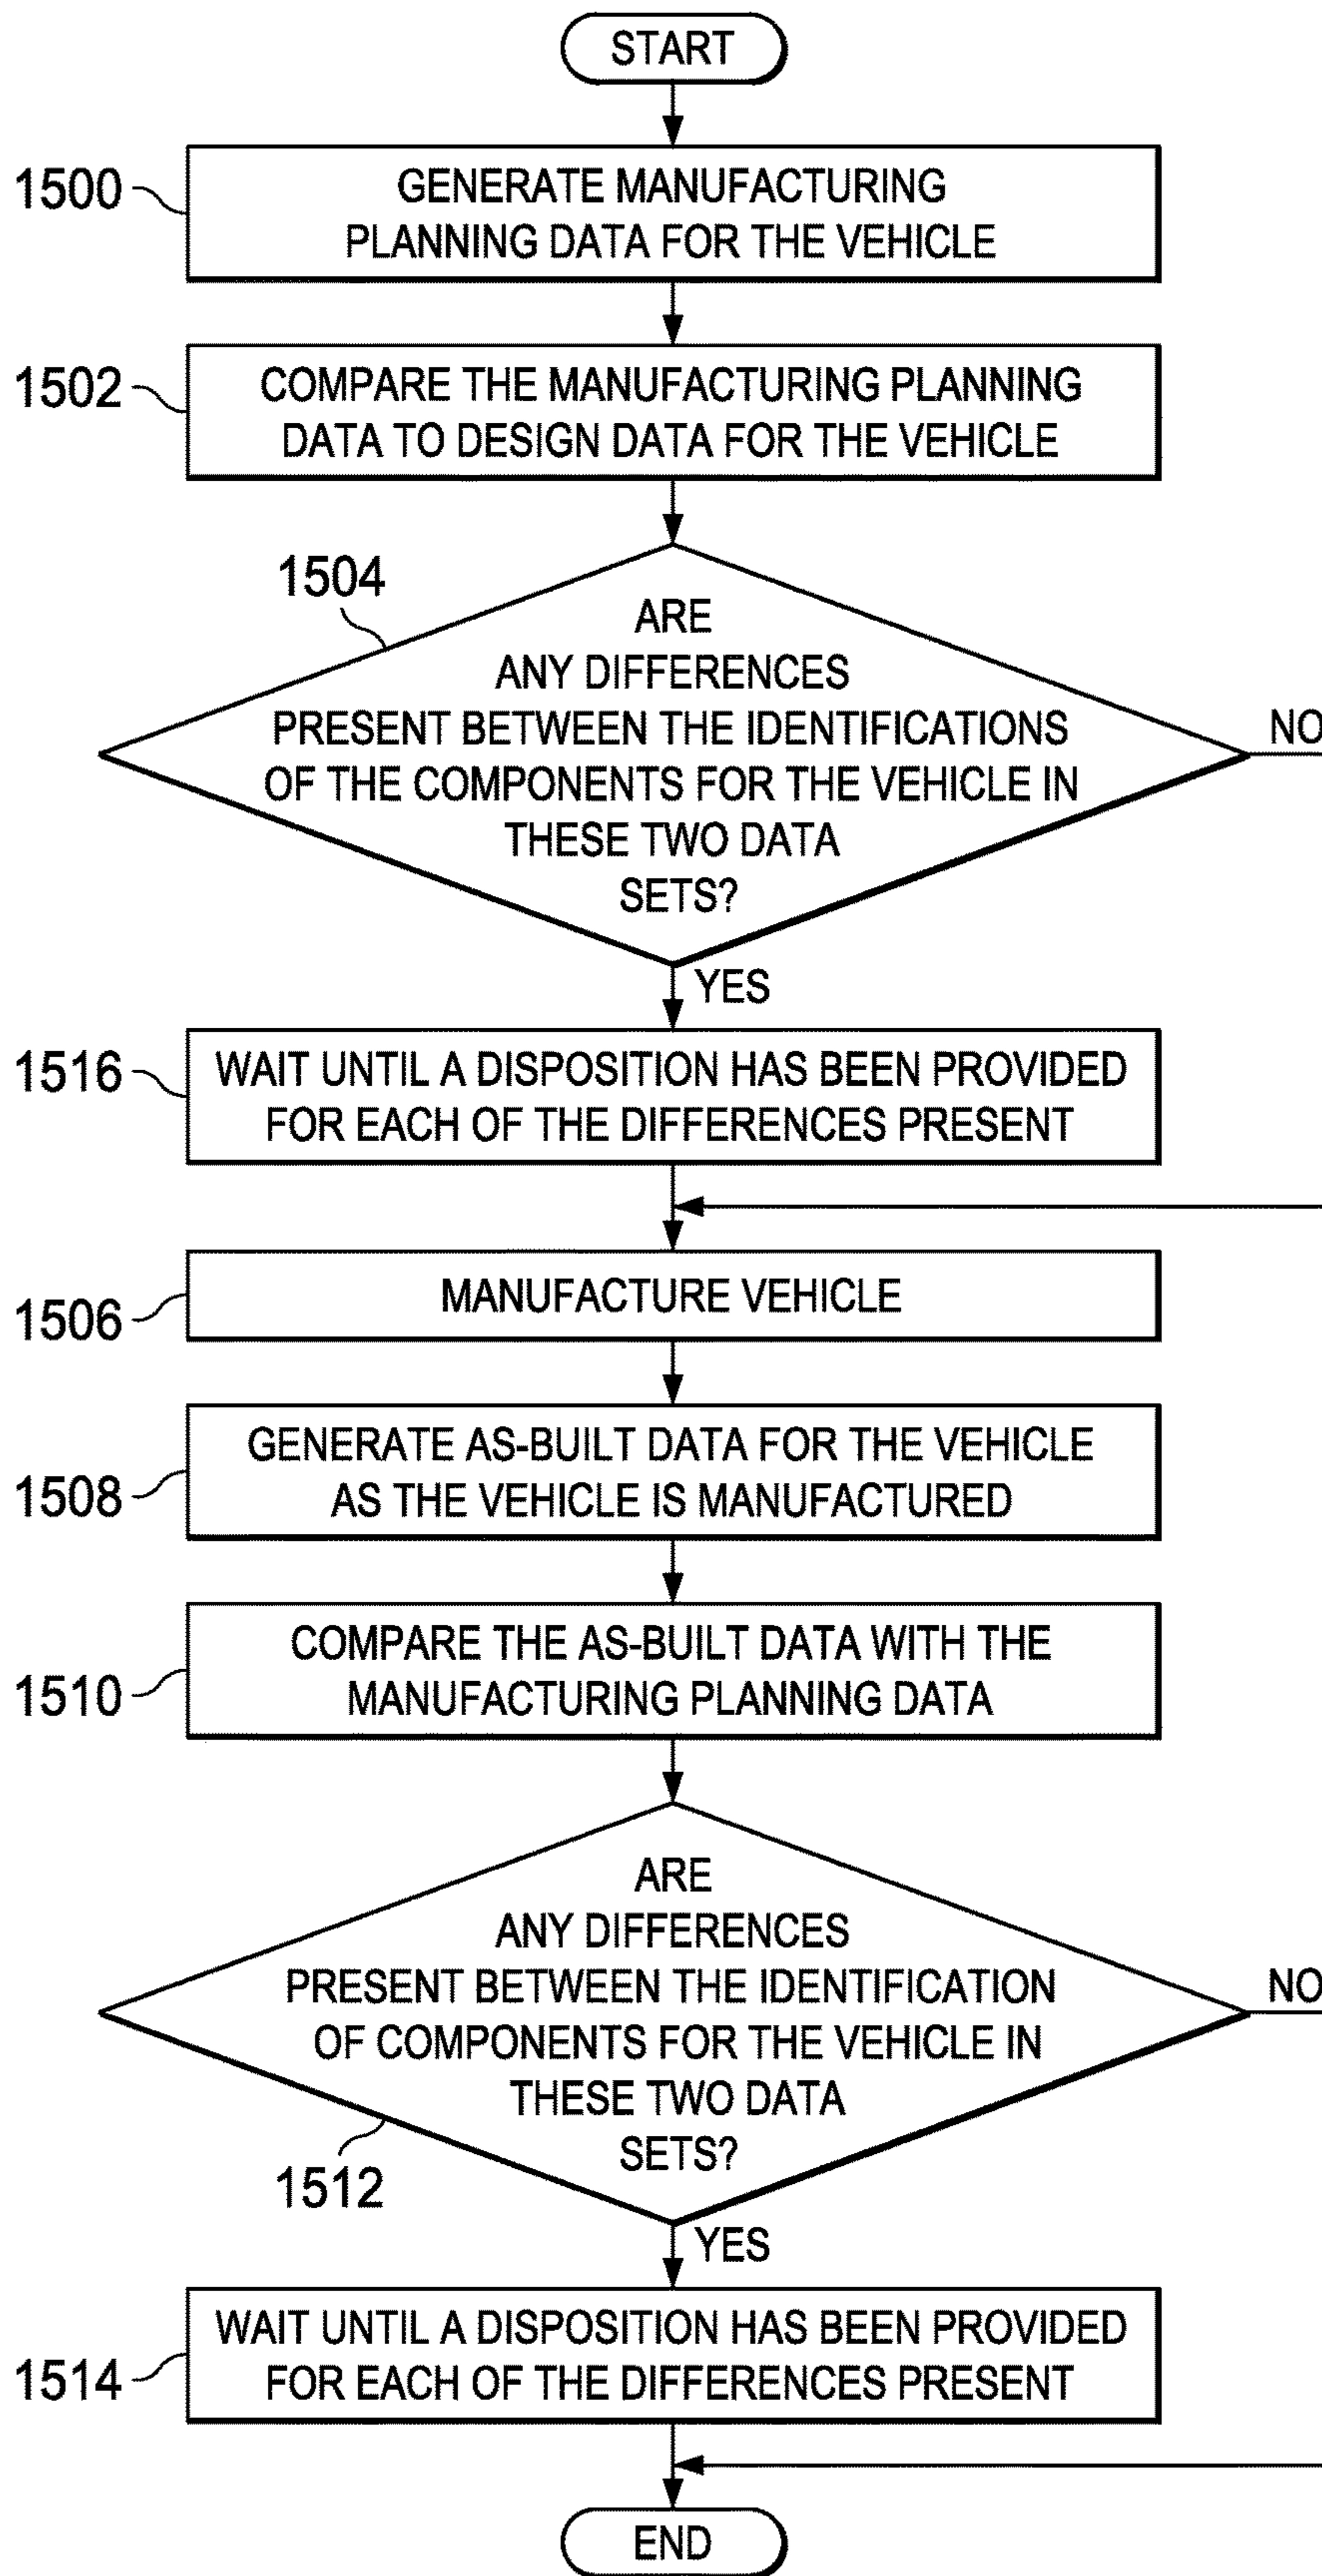 START
1500
GENERATE MANUFACTURING
PLANNING DATA FOR THE VEHICLE
1502
COMPARE THE MANUFACTURING PLANNING
DATA TO DESIGN DATA FOR THE VEHICLE
1504
ARE
ANY DIFFERENCES
PRESENT BETWEEN THE IDENTIFICATIONS
OF THE COMPONENTS FOR THE VEHICLE IN
THESE TWO DATA
SETS?
NO
YES
1516
WAIT UNTIL A DISPOSITION HAS BEEN PROVIDED
FOR EACH OF THE DIFFERENCES PRESENT
1506
MANUFACTURE VEHICLE
1508
GENERATE AS-BUILT DATA FOR THE VEHICLE
AS THE VEHICLE IS MANUFACTURED
1510
COMPARE THE AS-BUILT DATA WITH THE
MANUFACTURING PLANNING DATA
ARE
ANY DIFFERENCES
PRESENT BETWEEN THE IDENTIFICATION
OF COMPONENTS FOR THE VEHICLE IN
THESE TWO DATA
SETS?
NO
1512
YES
1514
WAIT UNTIL A DISPOSITION HAS BEEN PROVIDED
FOR EACH OF THE DIFFERENCES PRESENT
END